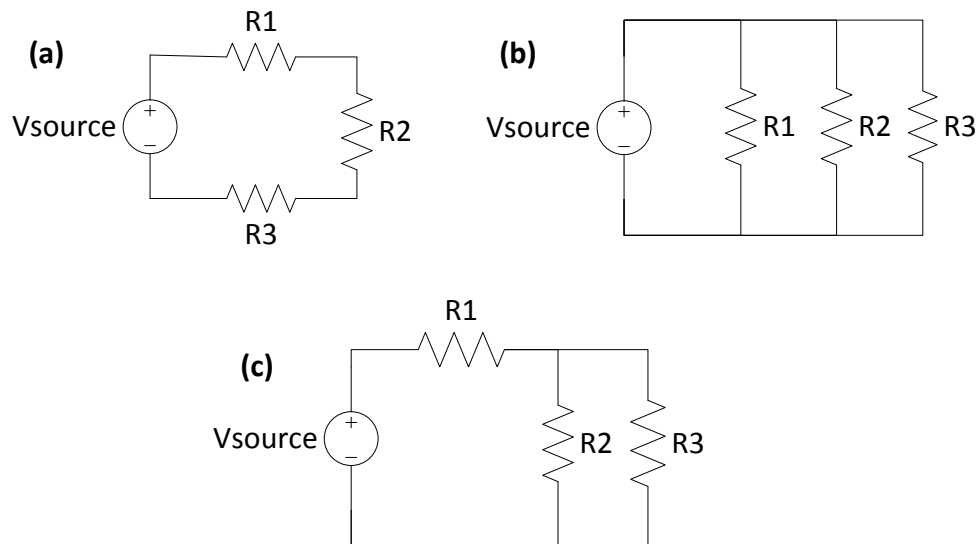 (a)
R1
Vsource
+
−
R2
R3
(b)
Vsource
+
−
R1
R2
R3
(c)
R1
Vsource
+
−
R2
R3